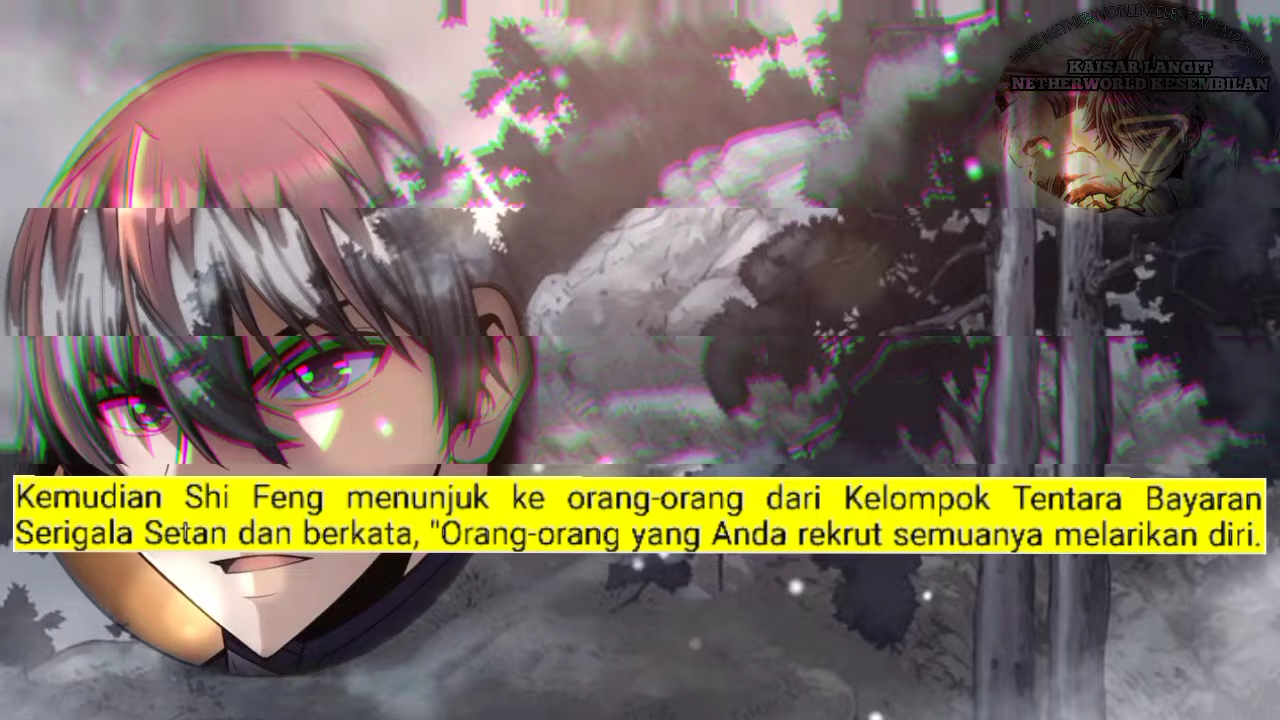 KAISAR LANGIT
NETHERWORLD KESEMBILAN
Kemudian Shi Feng menunjuk ke orang-orang dari Kelompok Tentara Bayaran
Serigala Setan dan berkata, "Orang-orang yang Anda rekrut semuanya melarikan diri.